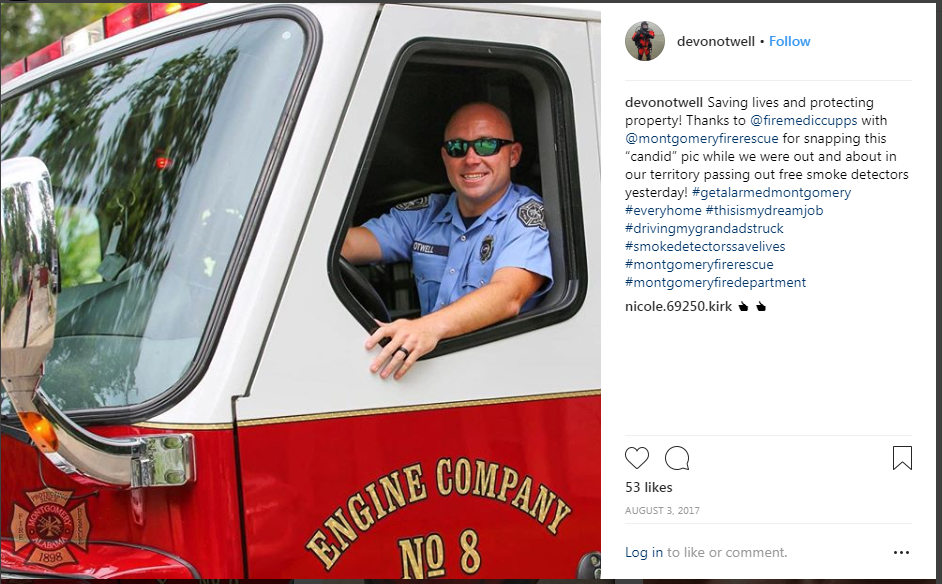 devonotwell • Follow
devonotwell Saving lives and protecting
property! Thanks to @firemediccupps with
@montgomeryfirerescue for snapping this
“candid” pic while we were out and about in
our territory passing out free smoke detectors
yesterday! #getalarmedmontgomery
#everyhome #thisismydreamjob
#drivingmygrandadstruck
#smokedetectorssavelives
#montgomeryfirerescue
#montgomeryfiredepartment
nicole.69250.kirk
53 likes
AUGUST 3, 2017
Log in to like or comment.
OTWELL
ENGINE COMPANY
No 8
MONTGOMERY
FIRE
ALABAMA
1898